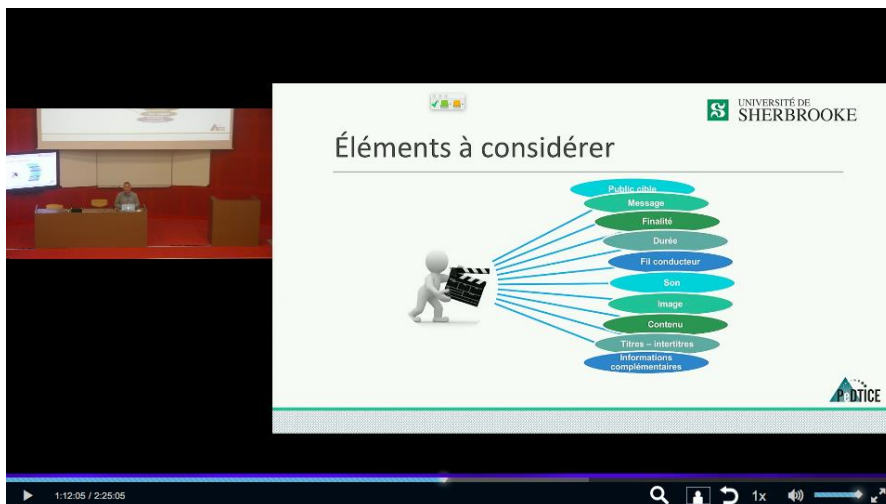 UNIVERSITÉ DE
SHERBROOKE
Éléments à considérer
Public cible
Message
Finalité
Durée
Fil conducteur
Son
Image
Contenu
Titres – intertitres
Informations
complémentaires
PéDTICE
1:12:05 / 2:25:05
1x